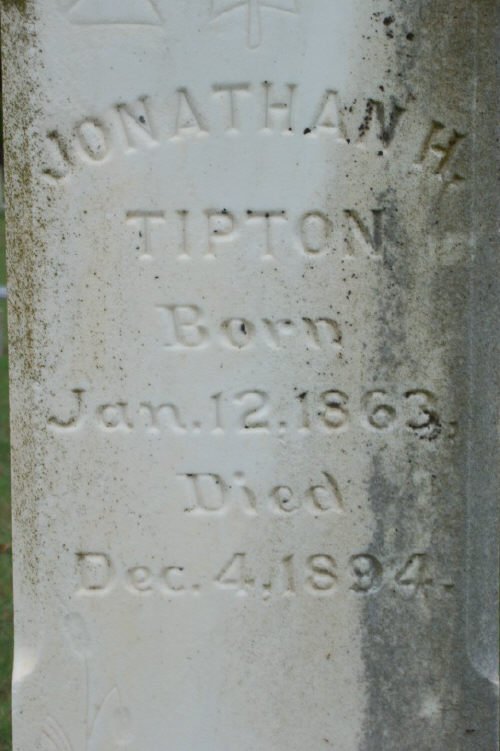 JONATHAN H.
TIPTON
Born
Jan. 12, 1863.
Died
Dec. 4, 1894.